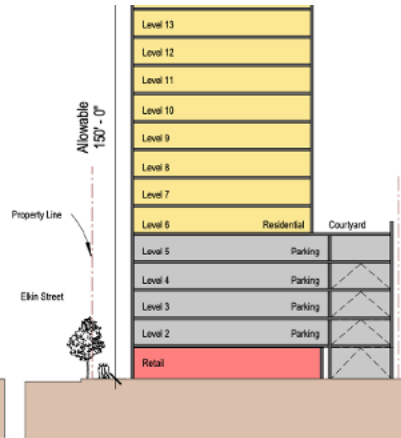 Level 13
Level 12
Level 11
Level 10
Level 9
Level 8
Level 7
Level 6 Residential Courtyard
Level 5 Parking
Level 4 Parking
Level 3 Parking
Level 2 Parking
Retail
Allowable
150' - 0"
Property Line
Elkin Street